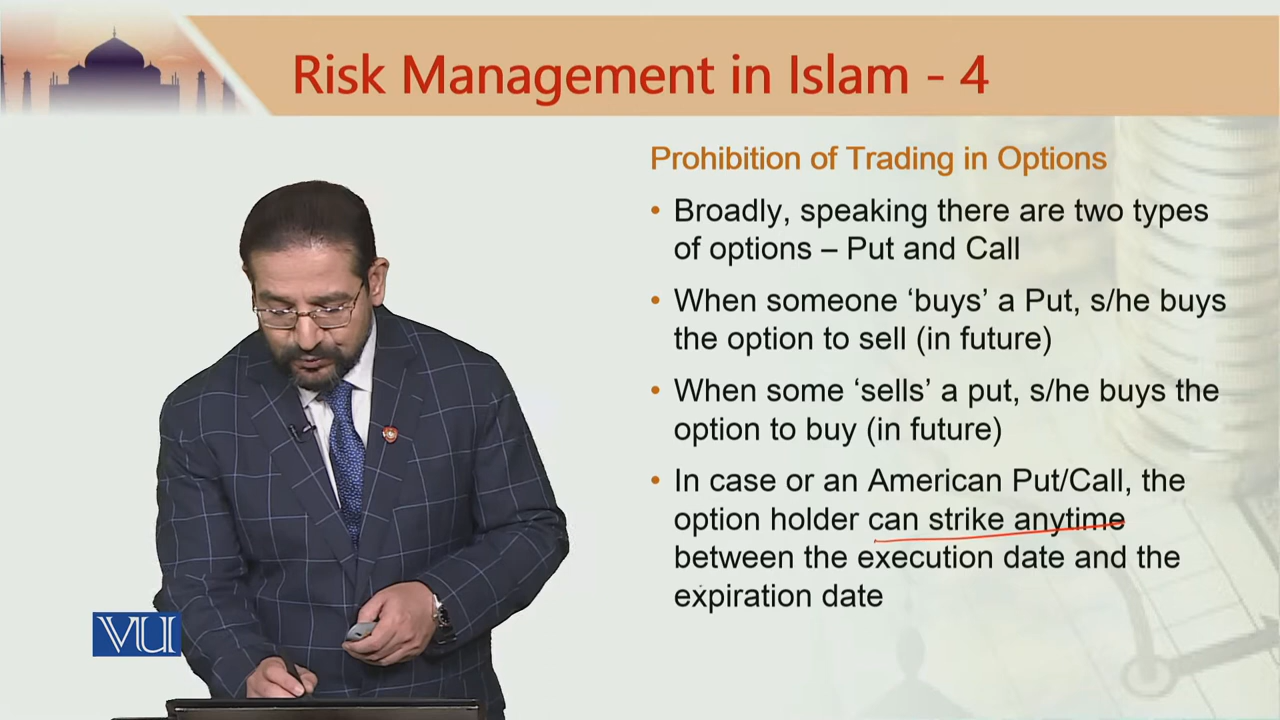 Risk Management in Islam - 4
Prohibition of Trading in Options
• Broadly, speaking there are two types
of options – Put and Call
• When someone ‘buys’ a Put, s/he buys
the option to sell (in future)
• When some ‘sells’ a put, s/he buys the
option to buy (in future)
• In case or an American Put/Call, the
option holder can strike anytime
between the execution date and the
expiration date
VU